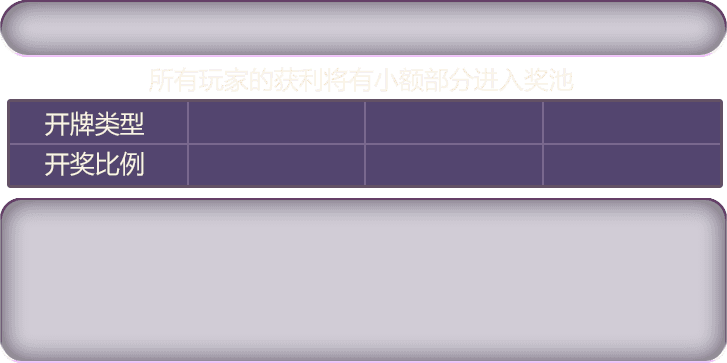 所有玩家的获利将有小额部分进入奖池
开牌类型
开奖比例